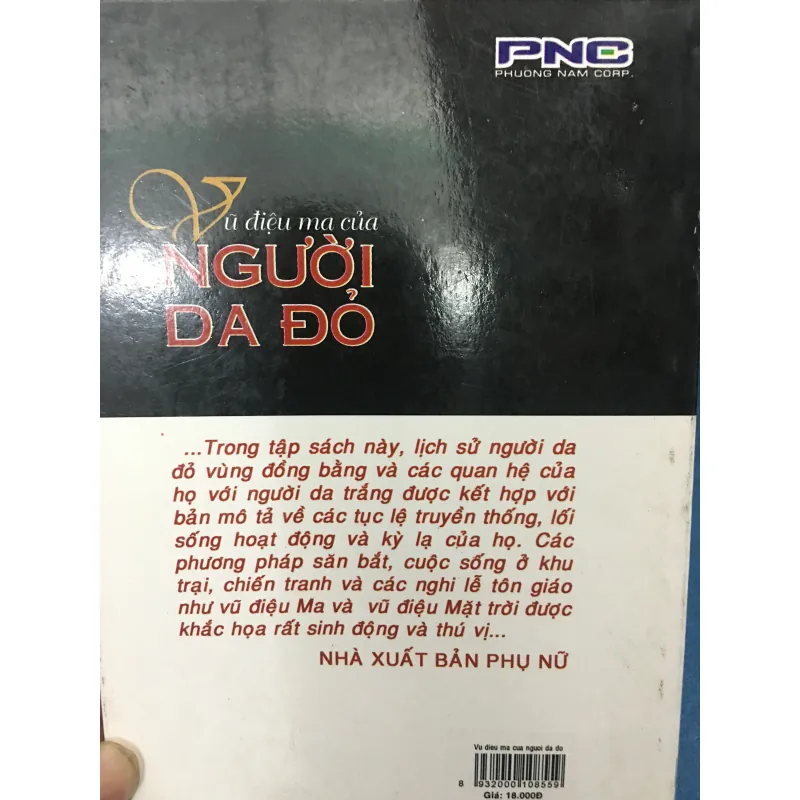 PNC
PHUONG NAM CORP.
Vũ điệu ma của
NGƯỜI
DA ĐỎ
...Trong tập sách này, lịch sử người da
đỏ vùng đồng bằng và các quan hệ của
họ với người da trắng được kết hợp với
bản mô tả về các tục lệ truyền thống, lối
sống hoạt động và kỳ lạ của họ. Các
phương pháp săn bắt, cuộc sống ở khu
trại, chiến tranh và các nghi lễ tôn giáo
như vũ điệu Ma và vũ điệu Mặt trời được
khắc họa rất sinh động và thú vị...
NHÀ XUẤT BẢN PHỤ NỮ
Vu dieu ma cua nguoi da do
8 932000 108559
Giá: 18.000Đ